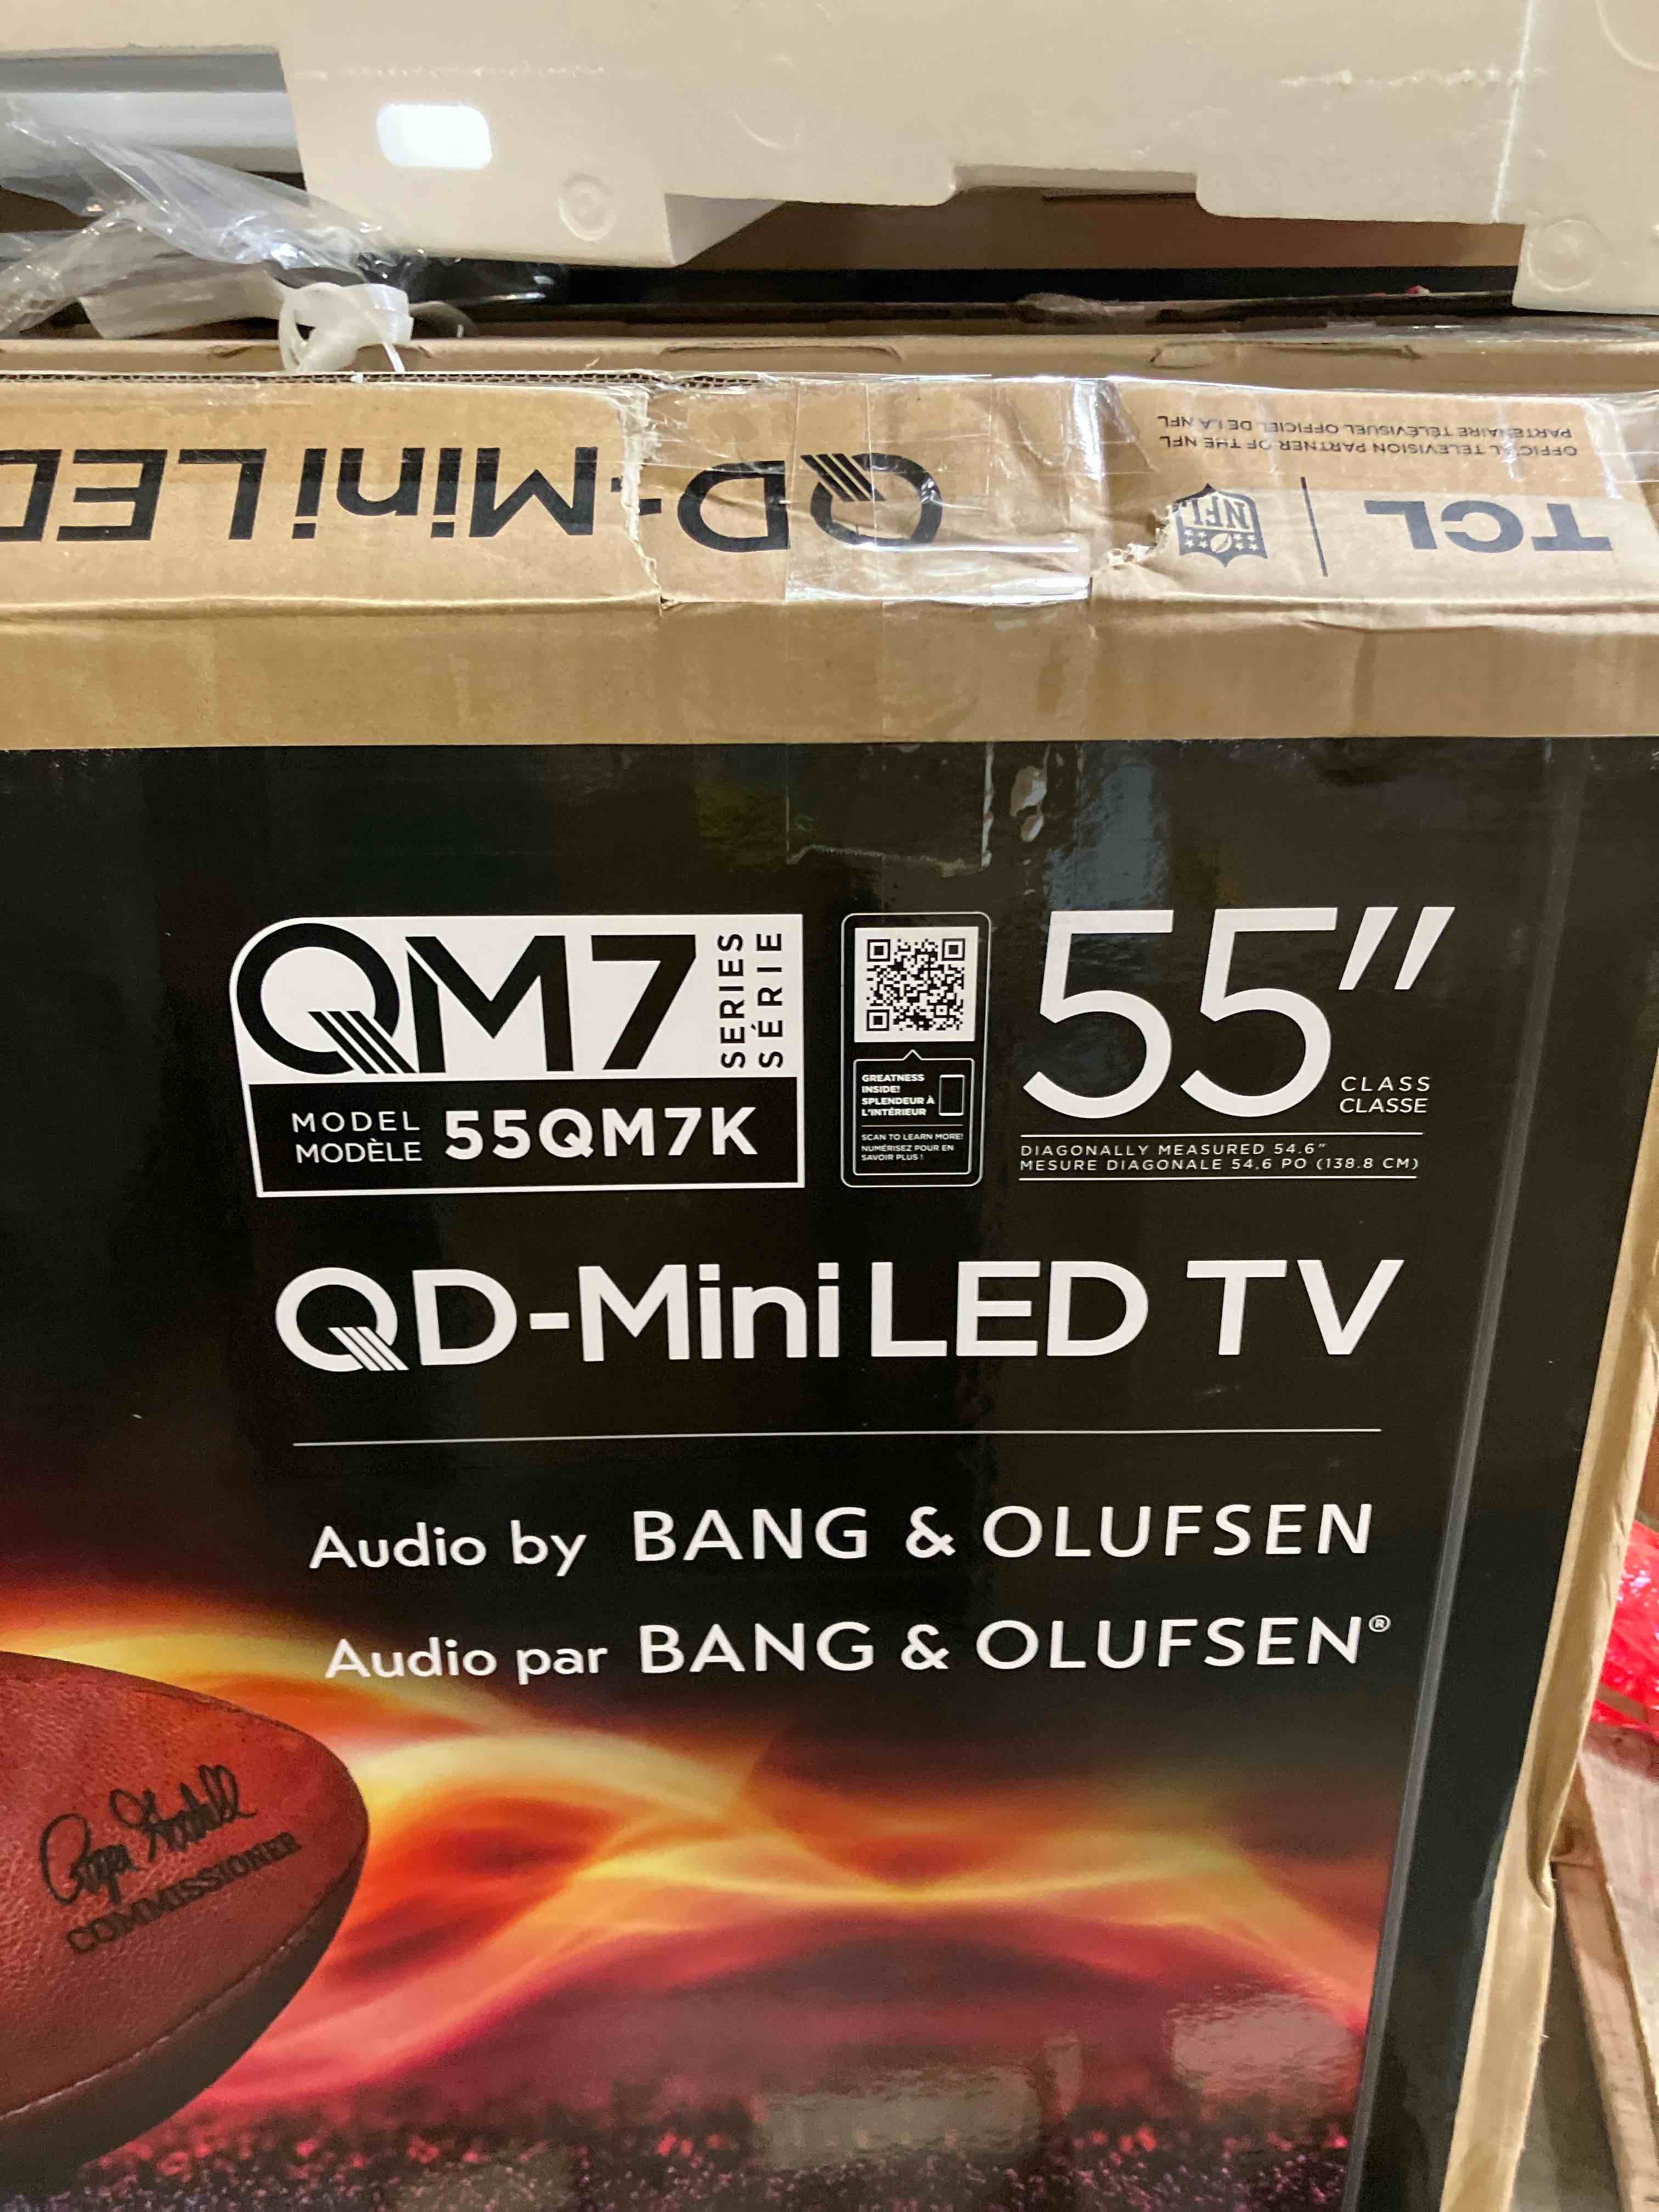 OFFICIAL TELEVISION PARTNER OF THE NFL
PARTENAIRE TÉLÉVISUEL OFFICIEL DE LA NFL
TCL
NFL
QD-Mini LED
QM7
SERIES
SÉRIE
MODEL
MODÈLE
55QM7K
GREATNESS
INSIDE!
SPLENDEUR À
L'INTÉRIEUR
SCAN TO LEARN MORE!
NUMÉRISEZ POUR EN
SAVOIR PLUS !
55"
CLASS
CLASSE
DIAGONALLY MEASURED 54.6"
MESURE DIAGONALE 54,6 PO (138.8 CM)
QD-Mini LED TV
Audio by BANG & OLUFSEN
Audio par BANG & OLUFSEN®
Roger Goodell
COMMISSIONER